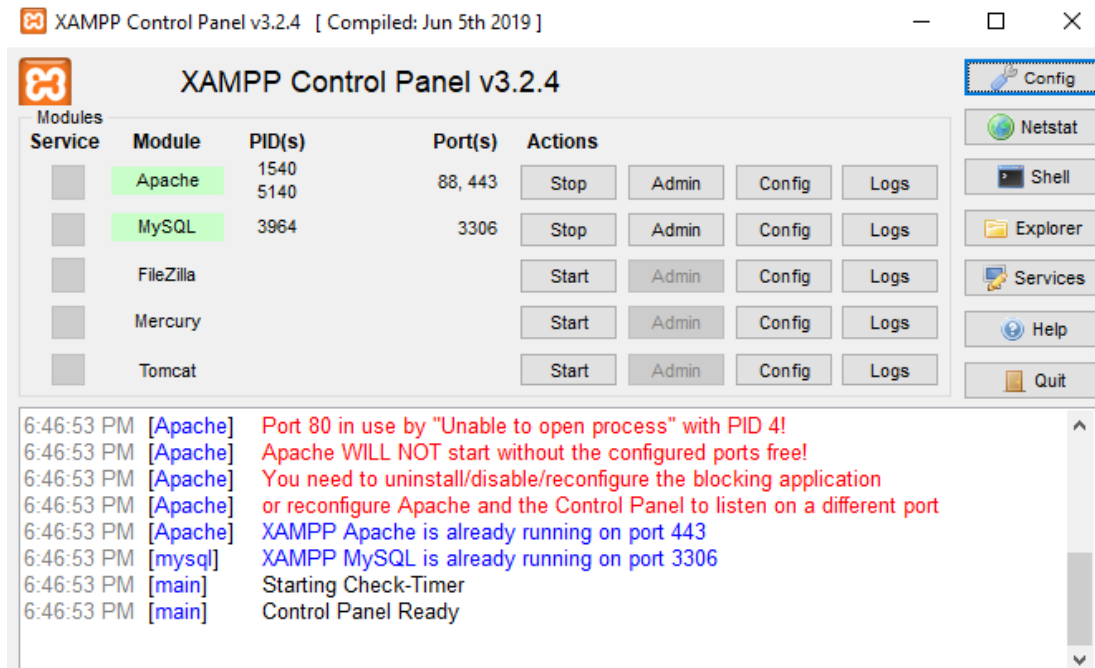 XAMPP Control Panel v3.2.4 [ Compiled: Jun 5th 2019 ]
XAMPP Control Panel v3.2.4
Config
Modules
Service Module PID(s) Port(s) Actions
Netstat
Apache 1540 88, 443 Stop Admin Config Logs
5140
Shell
MySQL 3964 3306 Stop Admin Config Logs
Explorer
FileZilla Start Admin Config Logs
Services
Mercury Start Admin Config Logs
Help
Tomcat Start Admin Config Logs
Quit
6:46:53 PM [Apache] Port 80 in use by "Unable to open process" with PID 4!
6:46:53 PM [Apache] Apache WILL NOT start without the configured ports free!
6:46:53 PM [Apache] You need to uninstall/disable/reconfigure the blocking application
6:46:53 PM [Apache] or reconfigure Apache and the Control Panel to listen on a different port
6:46:53 PM [Apache] XAMPP Apache is already running on port 443
6:46:53 PM [mysql] XAMPP MySQL is already running on port 3306
6:46:53 PM [main] Starting Check-Timer
6:46:53 PM [main] Control Panel Ready